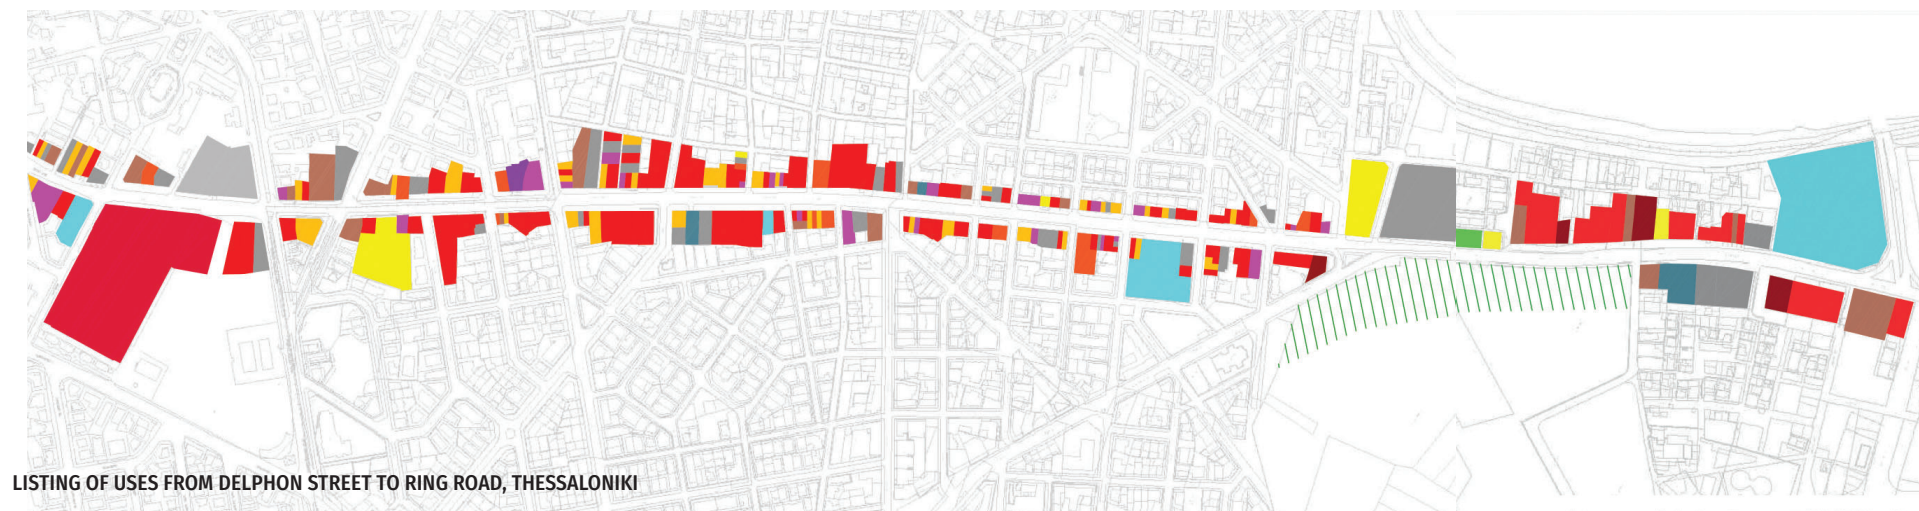 LISTING OF USES FROM DELPHON STREET TO RING ROAD, THESSALONIKI